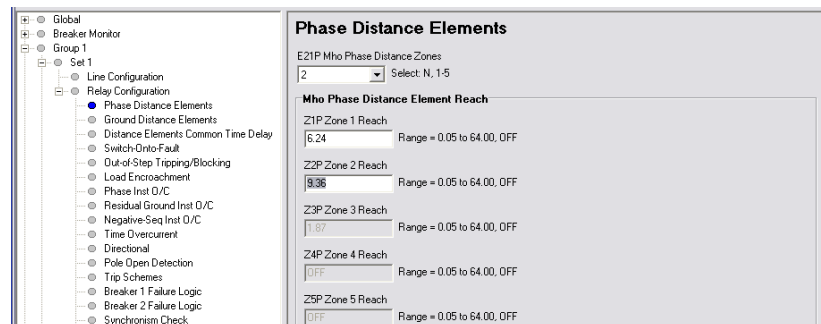 Global
Breaker Monitor
Group 1
Set 1
Line Configuration
Relay Configuration
Phase Distance Elements
Ground Distance Elements
Distance Elements Common Time Delay
Switch-Onto-Fault
Out-of-Step Tripping/Blocking
Load Encroachment
Phase Inst O/C
Residual Ground Inst O/C
Negative-Seq Inst O/C
Time Overcurrent
Directional
Pole Open Detection
Trip Schemes
Breaker 1 Failure Logic
Breaker 2 Failure Logic
Synchronism Check
Phase Distance Elements
E21P Mho Phase Distance Zones
2 Select: N, 1-5
Mho Phase Distance Element Reach
Z1P Zone 1 Reach
6.24 Range = 0.05 to 64.00, OFF
Z2P Zone 2 Reach
9.36 Range = 0.05 to 64.00, OFF
Z3P Zone 3 Reach
1.87 Range = 0.05 to 64.00, OFF
Z4P Zone 4 Reach
OFF Range = 0.05 to 64.00, OFF
Z5P Zone 5 Reach
OFF Range = 0.05 to 64.00, OFF